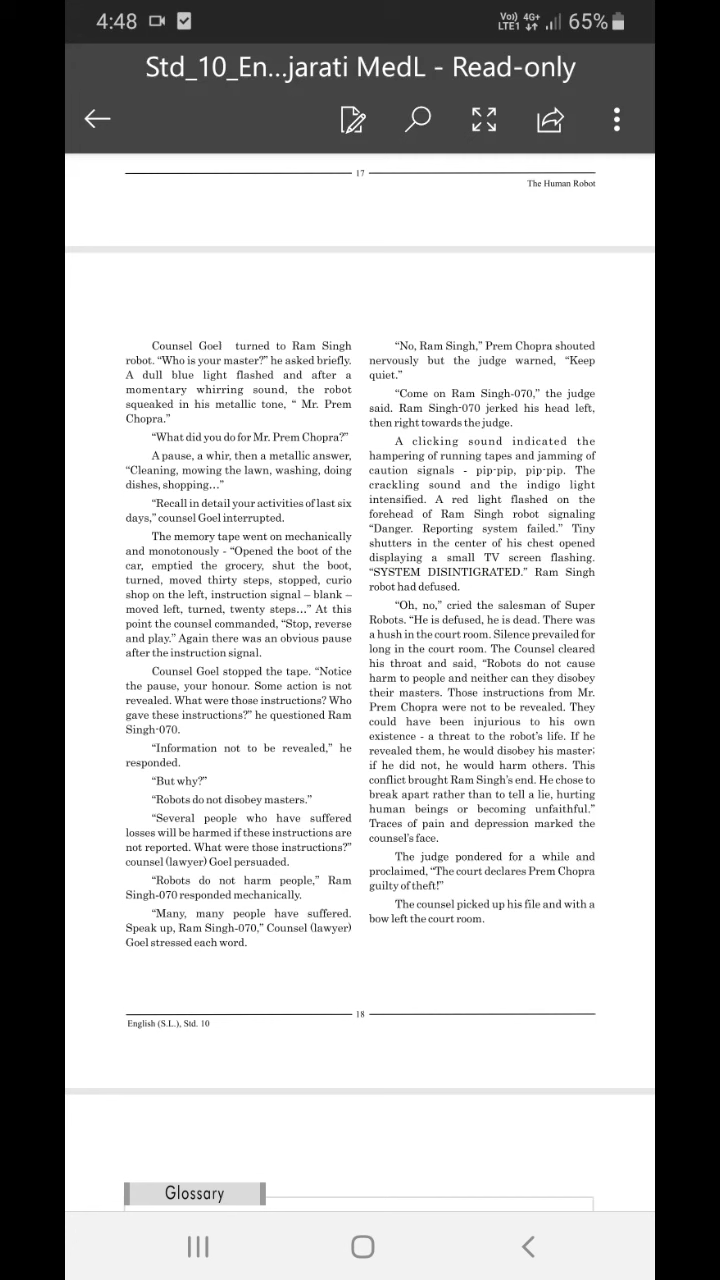 4:48
Vo) 4G+
LTE1
65%
Std_10_En...jarati MedL - Read-only
17
The Human Robot
Counsel Goel turned to Ram Singh
robot. “Who is your master?” he asked briefly.
A dull blue light flashed and after a
momentary whirring sound, the robot
squeaked in his metallic tone, “ Mr. Prem
Chopra.”
“What did you do for Mr. Prem Chopra?”
A pause, a whir, then a metallic answer,
“Cleaning, mowing the lawn, washing, doing
dishes, shopping...”
“Recall in detail your activities of last six
days,” counsel Goel interrupted.
The memory tape went on mechanically
and monotonously - “Opened the boot of the
car, emptied the grocery, shut the boot,
turned, moved thirty steps, stopped, curio
shop on the left, instruction signal – blank –
moved left, turned, twenty steps...” At this
point the counsel commanded, “Stop, reverse
and play.” Again there was an obvious pause
after the instruction signal.
Counsel Goel stopped the tape. “Notice
the pause, your honour. Some action is not
revealed. What were those instructions? Who
gave these instructions?” he questioned Ram
Singh-070.
“Information not to be revealed,” he
responded.
“But why?”
“Robots do not disobey masters.”
“Several people who have suffered
losses will be harmed if these instructions are
not reported. What were those instructions?”
counsel (lawyer) Goel persuaded.
“Robots do not harm people,” Ram
Singh-070 responded mechanically.
“Many, many people have suffered.
Speak up, Ram Singh-070,” Counsel (lawyer)
Goel stressed each word.
“No, Ram Singh,” Prem Chopra shouted
nervously but the judge warned, “Keep
quiet.”
“Come on Ram Singh-070,” the judge
said. Ram Singh-070 jerked his head left,
then right towards the judge.
A clicking sound indicated the
hampering of running tapes and jamming of
caution signals - pip-pip, pip-pip. The
crackling sound and the indigo light
intensified. A red light flashed on the
forehead of Ram Singh robot signaling
“Danger. Reporting system failed.” Tiny
shutters in the center of his chest opened
displaying a small TV screen flashing.
“SYSTEM DISINTIGRATED.” Ram Singh
robot had defused.
“Oh, no,” cried the salesman of Super
Robots. “He is defused, he is dead. There was
a hush in the court room. Silence prevailed for
long in the court room. The Counsel cleared
his throat and said, “Robots do not cause
harm to people and neither can they disobey
their masters. Those instructions from Mr.
Prem Chopra were not to be revealed. They
could have been injurious to his own
existence - a threat to the robot's life. If he
revealed them, he would disobey his master;
if he did not, he would harm others. This
conflict brought Ram Singh's end. He chose to
break apart rather than to tell a lie, hurting
human beings or becoming unfaithful.”
Traces of pain and depression marked the
counsel's face.
The judge pondered for a while and
proclaimed, “The court declares Prem Chopra
guilty of theft!”
The counsel picked up his file and with a
bow left the court room.
18
English (S.L.), Std. 10
Glossary